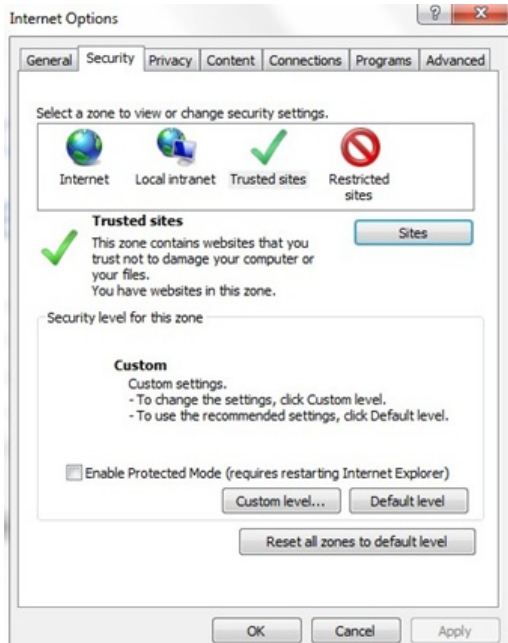 Internet Options
General Security Privacy Content Connections Programs Advanced
Select a zone to view or change security settings.
Internet Local intranet Trusted sites Restricted
sites
Trusted sites
Sites
This zone contains websites that you
trust not to damage your computer or
your files.
You have websites in this zone.
Security level for this zone
Custom
Custom settings.
- To change the settings, click Custom level.
- To use the recommended settings, click Default level.
Enable Protected Mode (requires restarting Internet Explorer)
Custom level... Default level
Reset all zones to default level
OK Cancel Apply